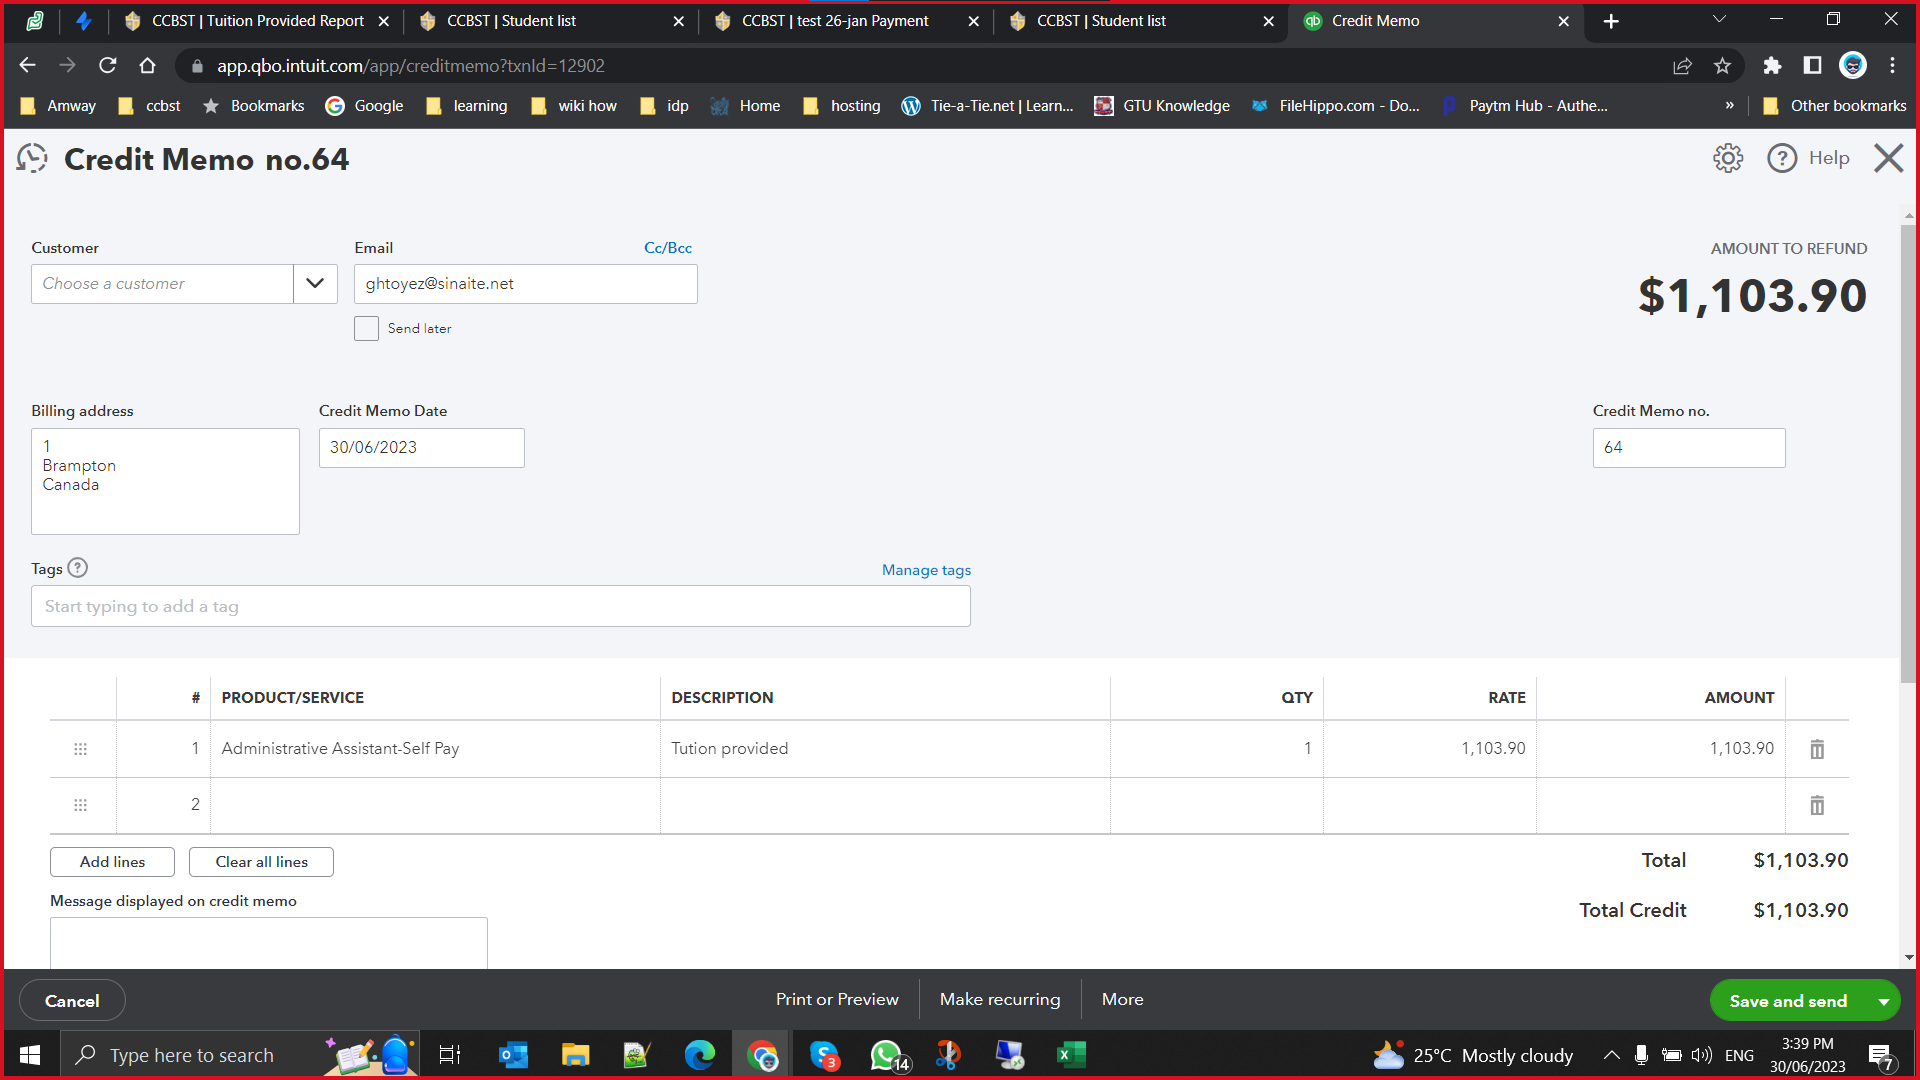 CCBST | Tuition Provided Report
CCBST | Student list
CCBST | test 26-jan Payment
CCBST | Student list
Credit Memo
app.qbo.intuit.com/app/creditmemo?txnId=12902
Amway
ccbst
Bookmarks
Google
learning
wiki how
idp
Home
hosting
Tie-a-Tie.net | Learn...
GTU Knowledge
FileHippo.com - Do...
Paytm Hub - Authe...
»
Other bookmarks
Credit Memo no.64
Help
Customer
Email
Cc/Bcc
AMOUNT TO REFUND
Choose a customer
ghtoyez@sinaite.net
$1,103.90
Send later
Billing address
Credit Memo Date
Credit Memo no.
1
Brampton
Canada
30/06/2023
64
Tags
Manage tags
Start typing to add a tag
# PRODUCT/SERVICE DESCRIPTION QTY RATE AMOUNT
1 Administrative Assistant-Self Pay Tution provided 1 1,103.90 1,103.90
2
Add lines
Clear all lines
Total $1,103.90
Message displayed on credit memo
Total Credit $1,103.90
Cancel
Print or Preview
Make recurring
More
Save and send
Type here to search
3
14
25°C Mostly cloudy
ENG
3:39 PM
30/06/2023
7